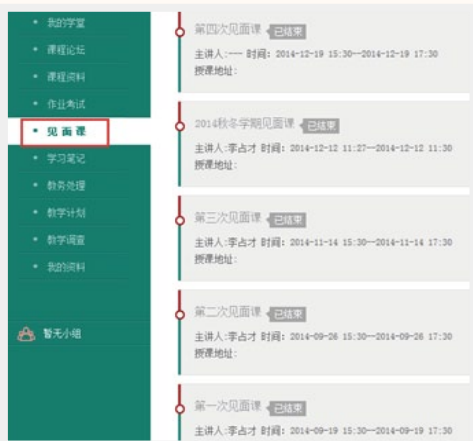 我的学堂
课程论坛
课程资料
作业考试
见面课
学习笔记
教务处理
教学计划
教学调查
我的资料
暂无小组
第四次见面课 已结束
主讲人:--- 时间: 2014-12-19 15:30—2014-12-19 17:30
授课地址:
2014秋冬学期见面课 已结束
主讲人:李占才 时间: 2014-12-12 11:27—2014-12-12 11:30
授课地址:
第三次见面课 已结束
主讲人:李占才 时间: 2014-11-14 15:30—2014-11-14 17:30
授课地址:
第二次见面课 已结束
主讲人:李占才 时间: 2014-09-26 15:30—2014-09-26 17:30
授课地址:
第一次见面课 已结束
主讲人:李占才 时间: 2014-09-19 15:30—2014-09-19 17:30